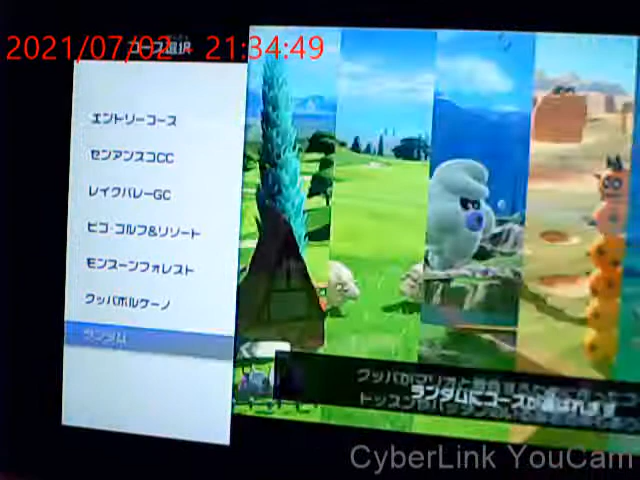 2021/07/02 - 21:34:49
コース選択
エントリーコース
センアンスコCC
レイクバレーGC
ビコ・ゴルフ&リゾート
モンスーンフォレスト
クッパボルケーノ
ランダム
ランダムにコースが選ばれます
CyberLink YouCam